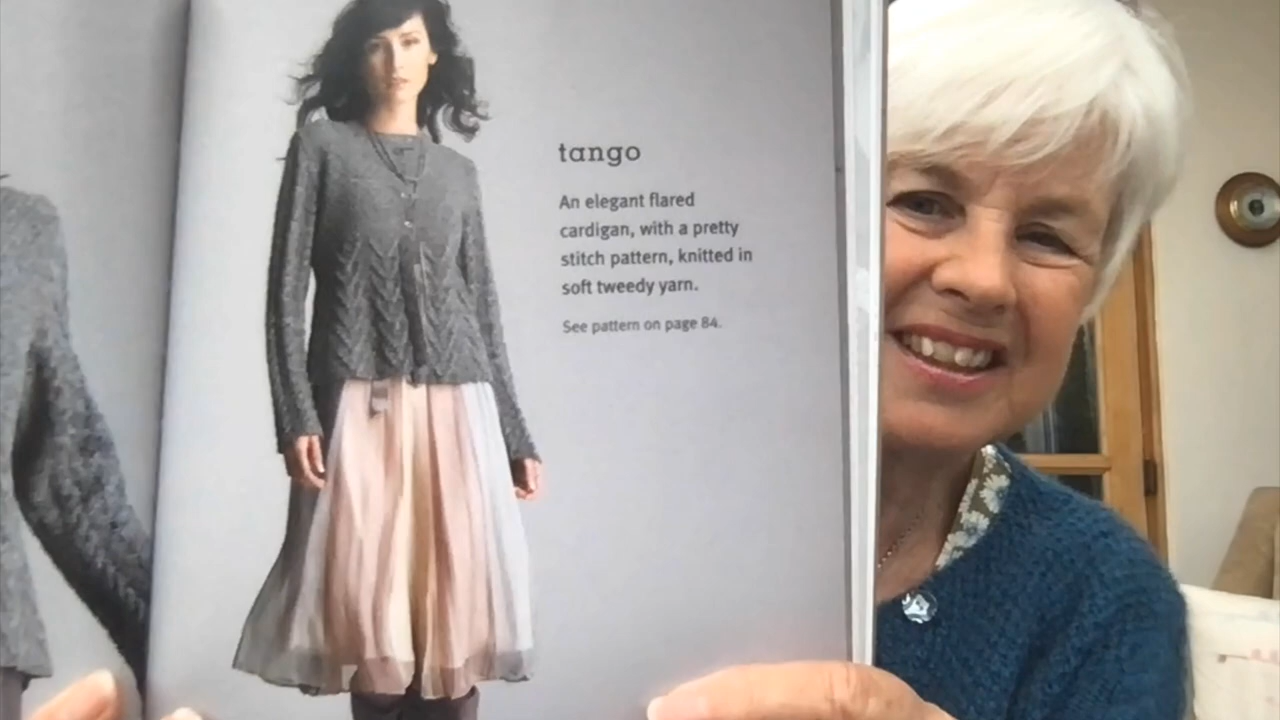 tango
An elegant flared
cardigan, with a pretty
stitch pattern, knitted in
soft tweedy yarn.
See pattern on page 84.